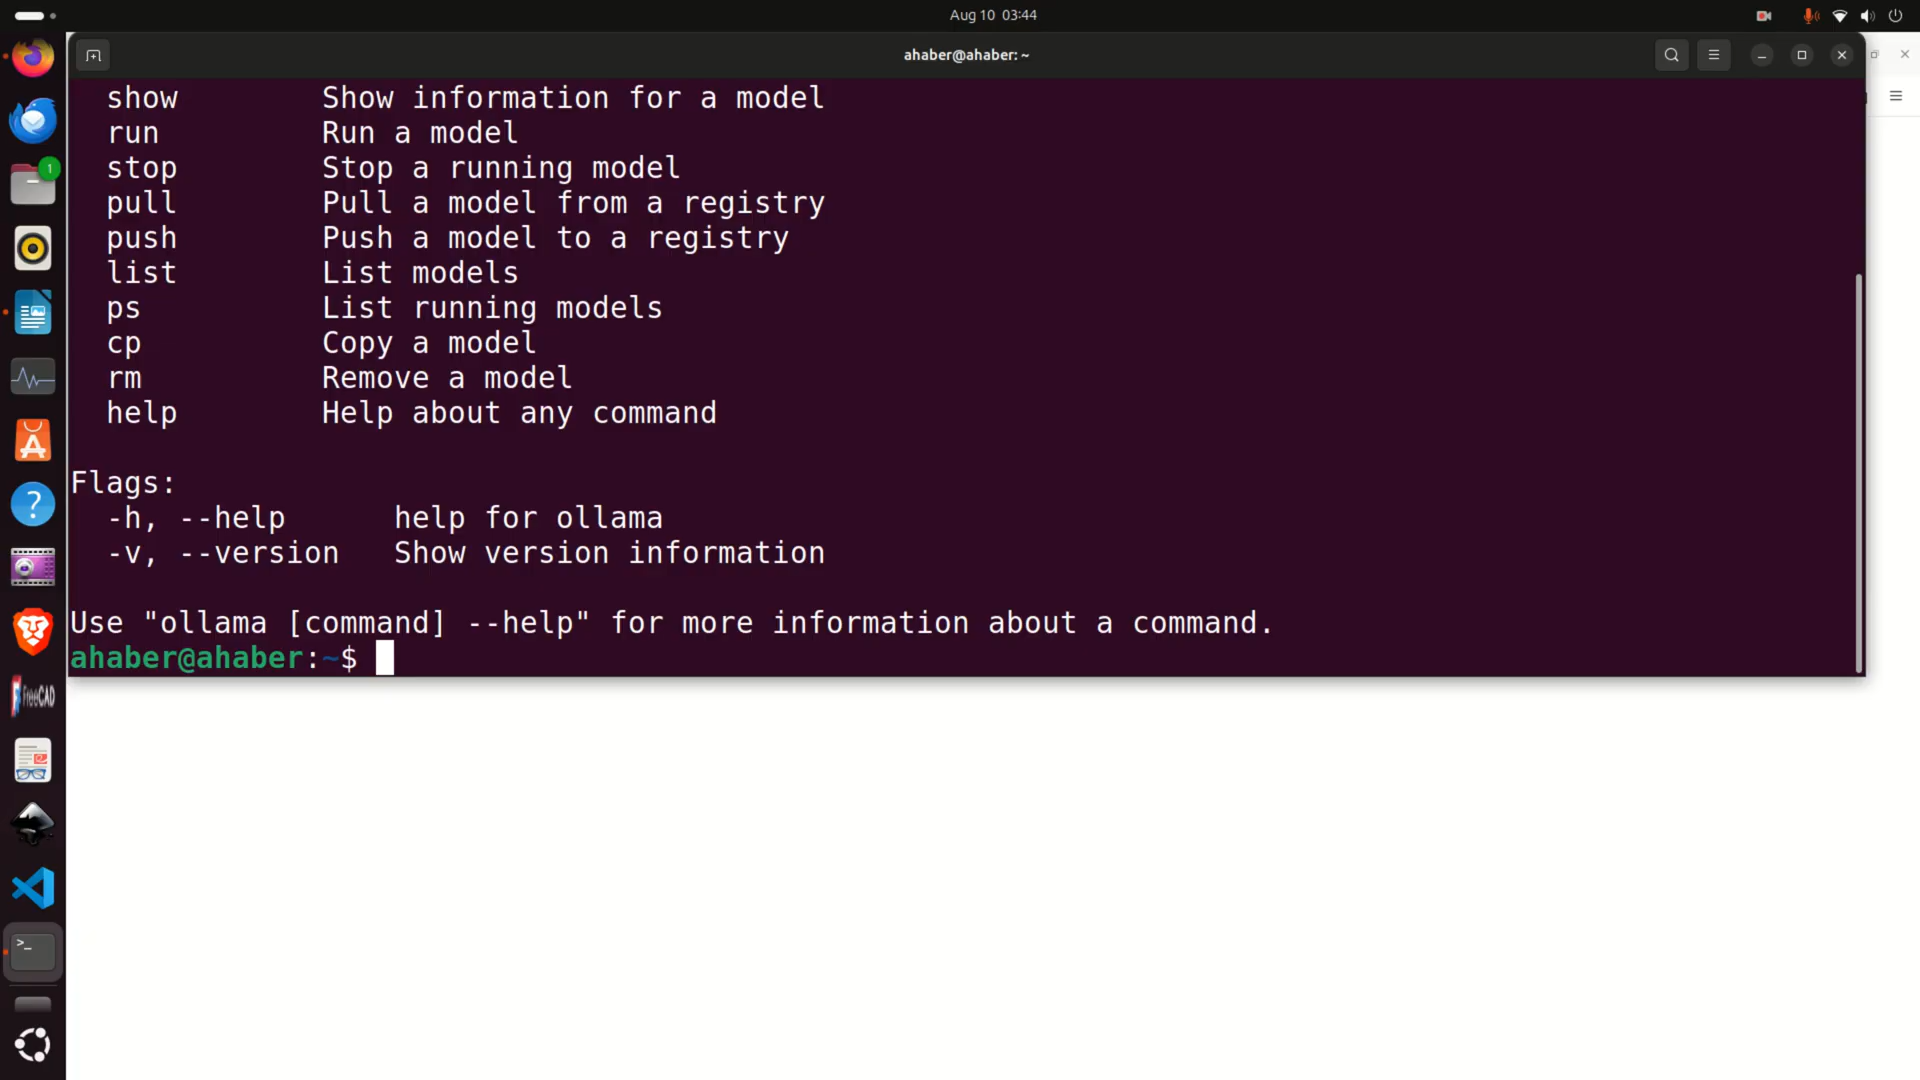 Aug 10 03:44
ahaber@ahaber: ~
show Show information for a model
run Run a model
stop Stop a running model
pull Pull a model from a registry
push Push a model to a registry
list List models
ps List running models
cp Copy a model
rm Remove a model
help Help about any command
Flags:
-h, --help help for ollama
-v, --version Show version information
Use "ollama [command] --help" for more information about a command.
ahaber@ahaber:~$
1
FreeCAD
>_